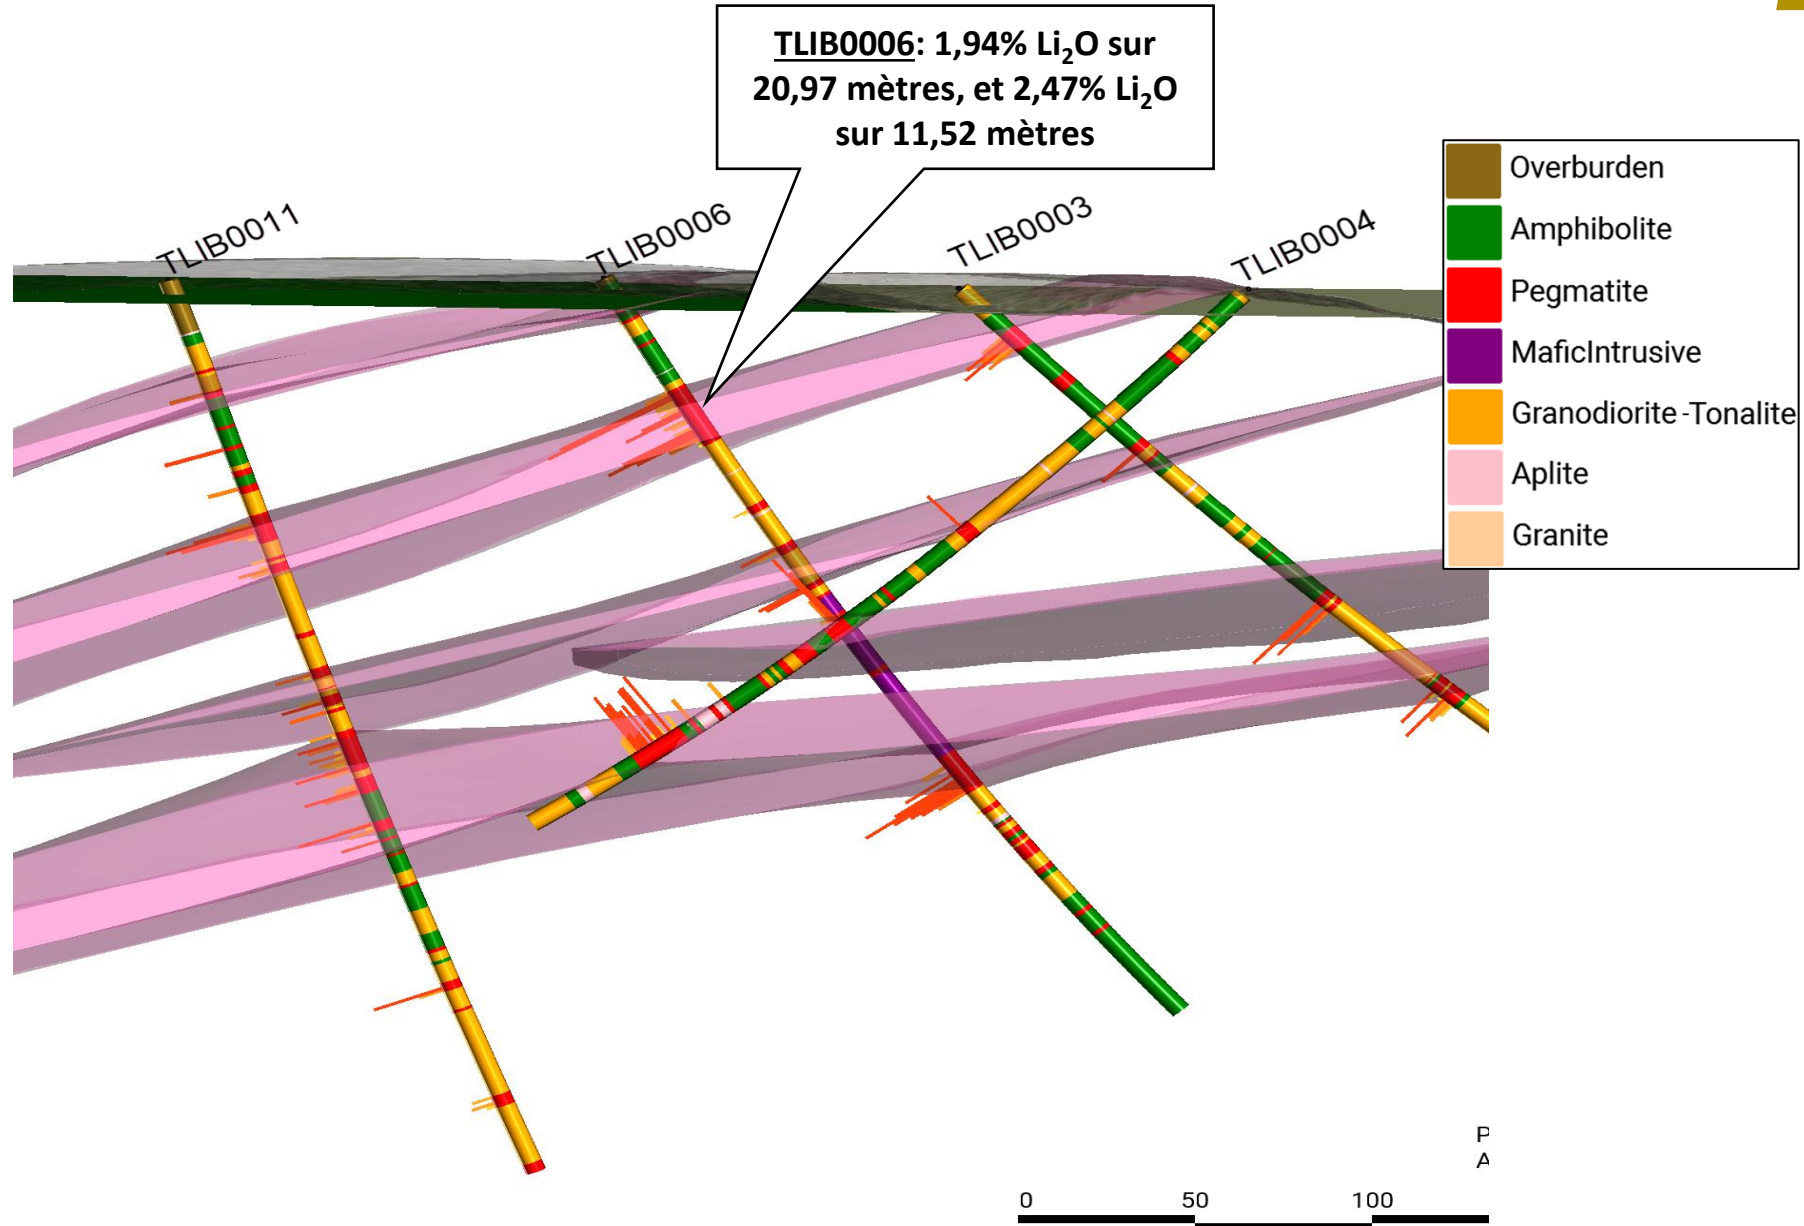 TLIB0006: 1,94% Li₂O sur
20,97 mètres, et 2,47% Li₂O
sur 11,52 mètres
TLIB0011
TLIB0006
TLIB0003
TLIB0004
Overburden
Amphibolite
Pegmatite
MaficIntrusive
Granodiorite-Tonalite
Aplite
Granite
P
A
0 50 100